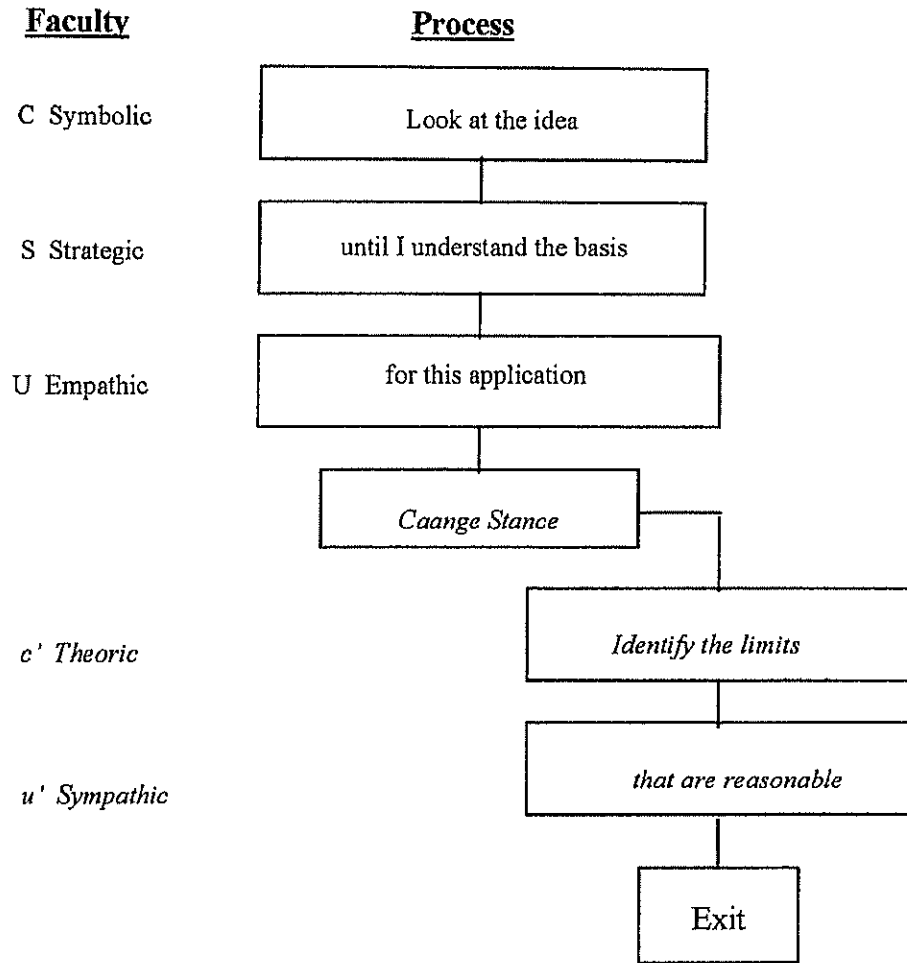 Faculty Process
C Symbolic Look at the idea
S Strategic until I understand the basis
U Empathic for this application
Caange Stance
c' Theoric Identify the limits
u' Sympathic that are reasonable
Exit